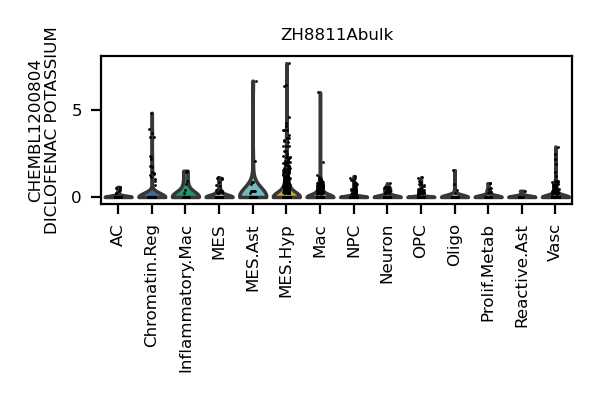 ZH8811Abulk
CHEMBL1200804
DICLOFENAC POTASSIUM
5
0
AC
Chromatin.Reg
Inflammatory.Mac
MES
MES.Ast
MES.Hyp
Mac
NPC
Neuron
OPC
Oligo
Prolif.Metab
Reactive.Ast
Vasc